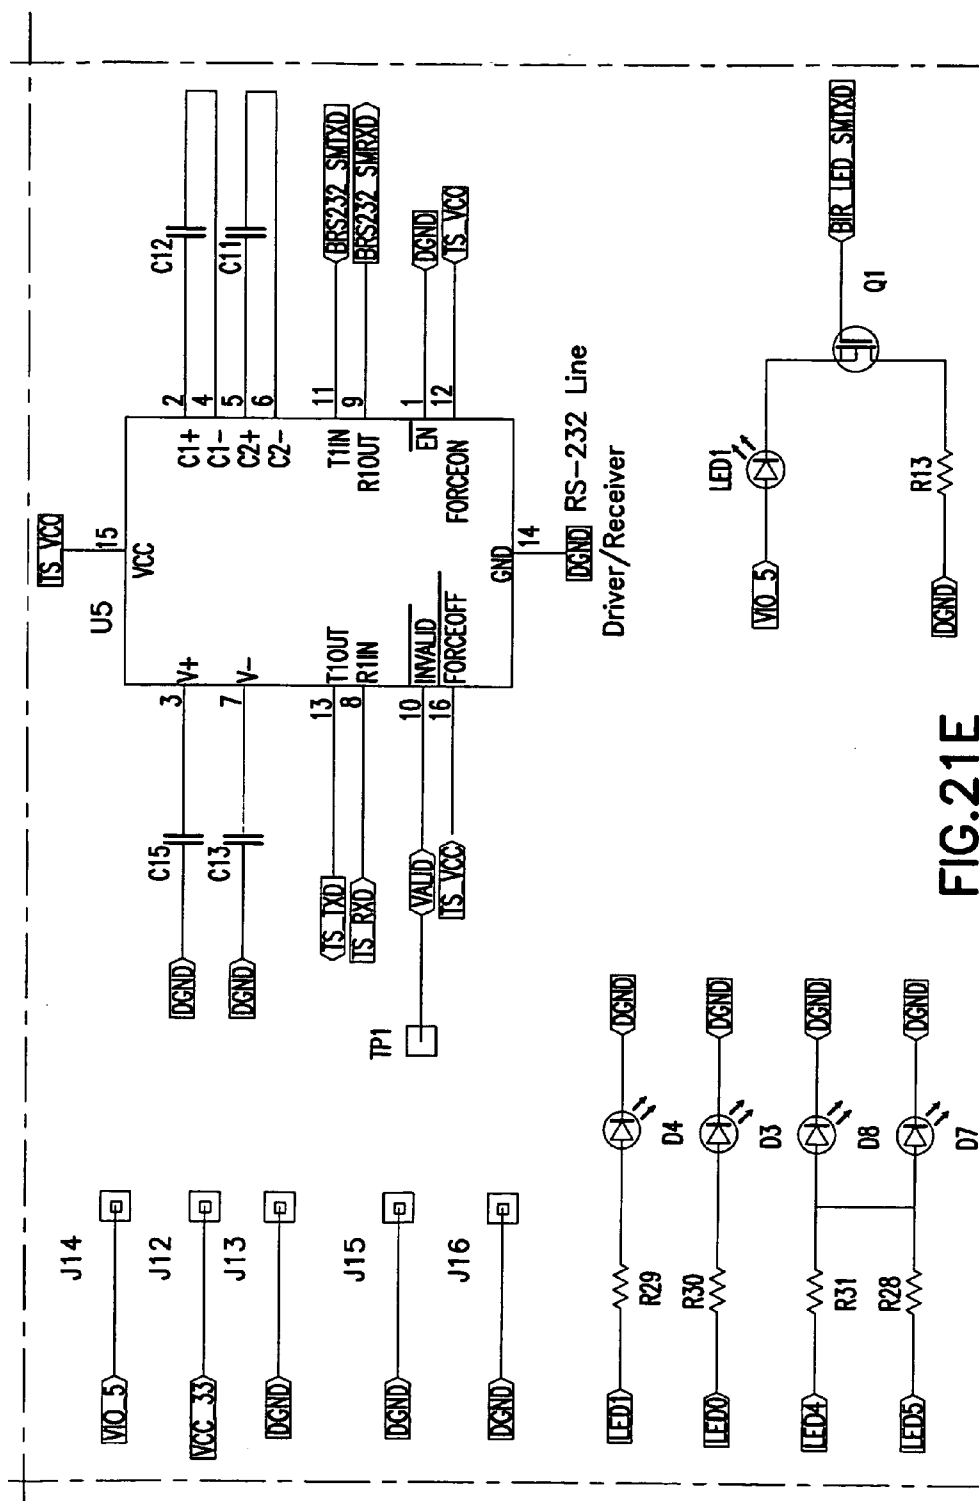 J14
VIO_5
J12
VCC_33
J13
DGND
J15
DGND
J16
DGND
TS_VCC
15
VCC
U5
DGND
C15
3
V+
DGND
C13
7
V-
TS_TXD
13
T1OUT
TS_RXD
8
R1IN
TP1
VALID
10
INVALID
TS_VCC
16
FORCEOFF
C1+
2
C12
C1-
4
C2+
5
C11
C2-
6
T1IN
11
BRS232_SMTXD
R1OUT
9
BRS232_SMRXD
EN
1
DGND
FORCEON
12
TS_VCC
GND
14
DGND
RS-232 Line
Driver/Receiver
LED1
R29
D4
DGND
LED0
R30
D3
DGND
LED4
R31
D8
DGND
LED5
R28
D7
DGND
VIO_5
LED1
Q1
BIR_LED_SMTXD
DGND
R13
FIG.21E